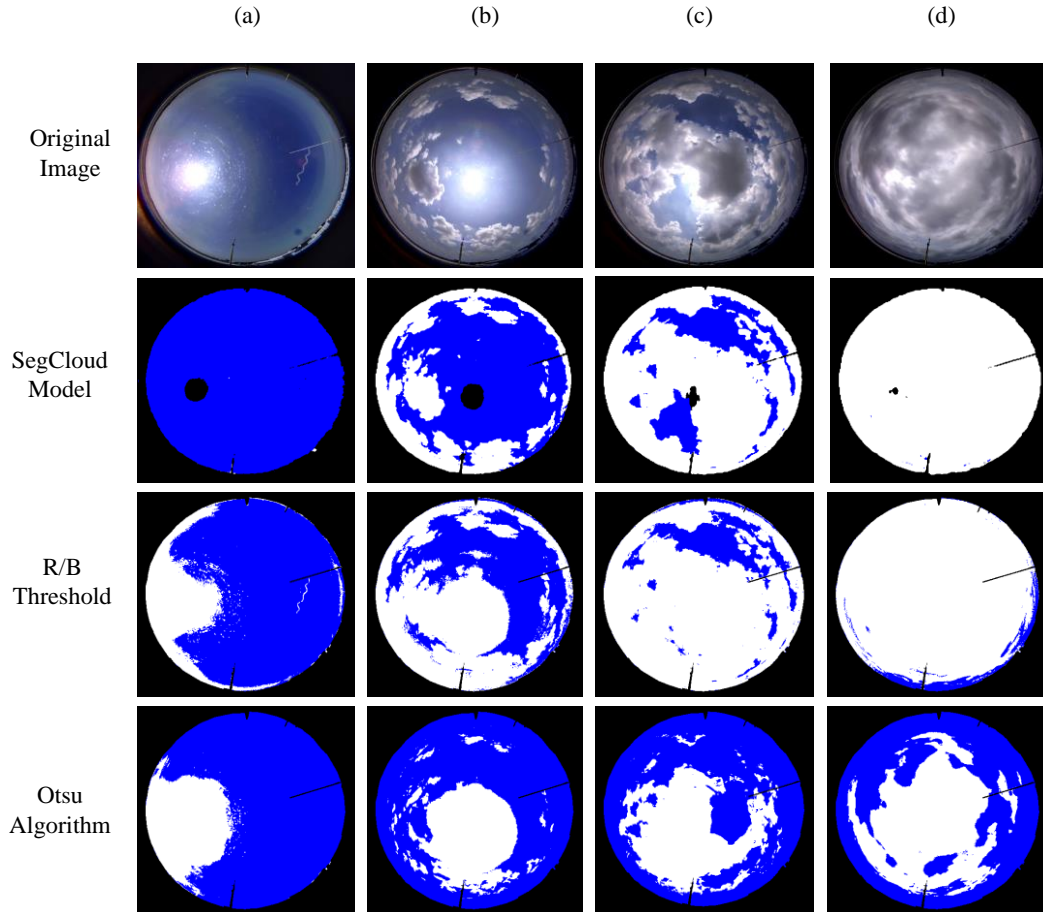 (a) (b) (c) (d)
Original
Image
SegCloud
Model
R/B
Threshold
Otsu
Algorithm